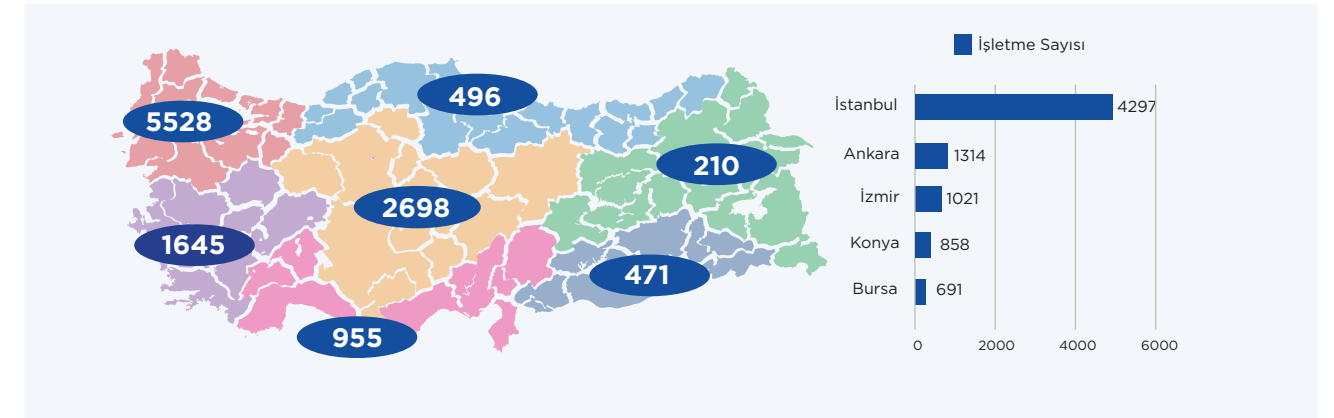 496
5528
210
2698
1645
471
955
İşletme Sayısı
İstanbul 4297
Ankara 1314
İzmir 1021
Konya 858
Bursa 691
0 2000 4000 6000